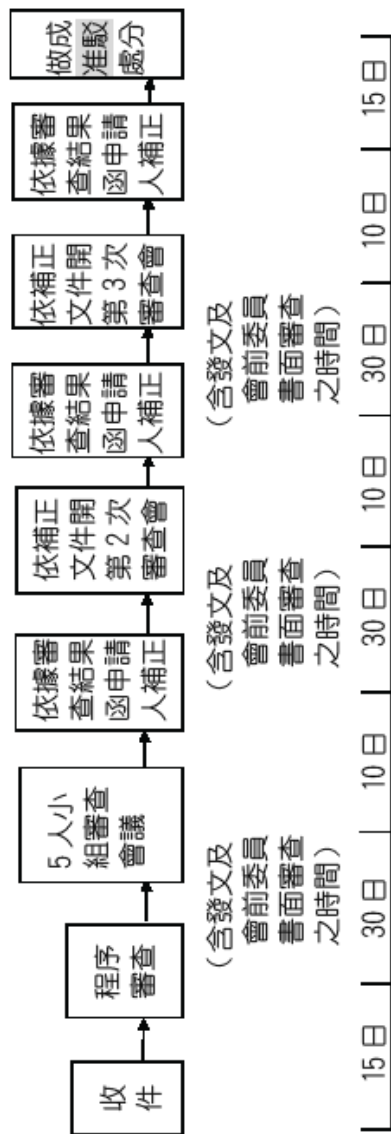 收
件
程序
審查
5人小
組審查
會議
依據審
查結果
函申請
人補正
依補正
文件開
第2次
審查會
依據審
查結果
函申請
人補正
依補正
文件開
第3次
審查會
依據審
查結果
函申請
人補正
做成
准駁
處分
（含發文及
會前委員
書面審查
之時間）
（含發文及
會前委員
書面審查
之時間）
（含發文及
會前委員
書面審查
之時間）
15日
30日
10日
30日
10日
30日
10日
15日